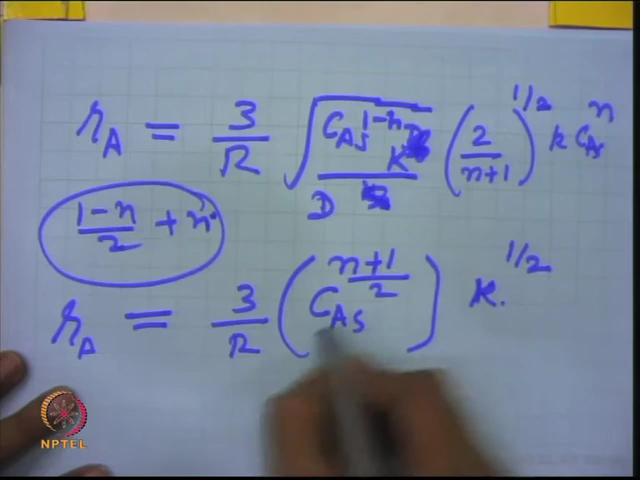 r_A = 3/R √(C_AS^{1-n} K / D) (2/(n+1))^{1/2} k C_AS^n
(1-n)/2 + n
r_A = 3/R (C_AS^{(n+1)/2}) k^{1/2}
NPTEL